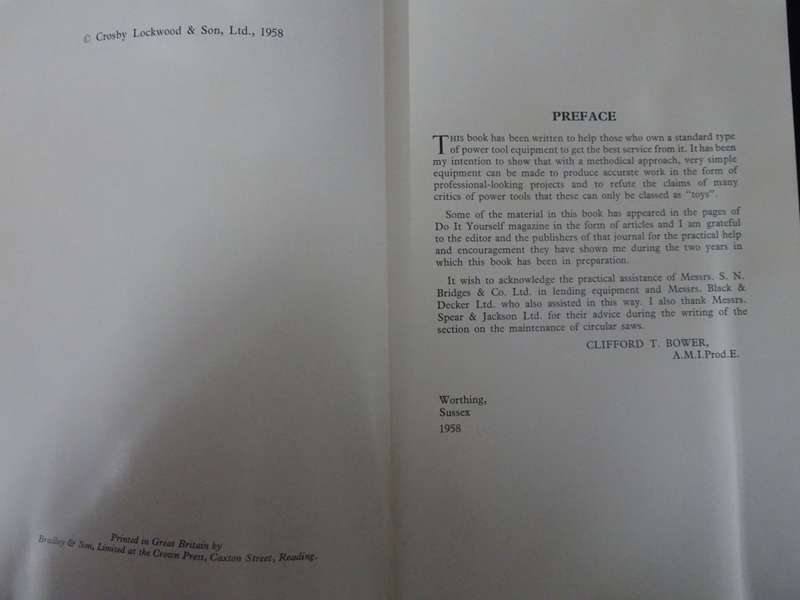 © Crosby Lockwood & Son, Ltd., 1958
Printed in Great Britain by
Bradley & Son, Limited at the Crown Press, Caxton Street, Reading.
PREFACE
THIS book has been written to help those who own a standard type
of power tool equipment to get the best service from it. It has been
my intention to show that with a methodical approach, very simple
equipment can be made to produce accurate work in the form of
professional-looking projects and to refute the claims of many
critics of power tools that these can only be classed as "toys".
Some of the material in this book has appeared in the pages of
Do It Yourself magazine in the form of articles and I am grateful
to the editor and the publishers of that journal for the practical help
and encouragement they have shown me during the two years in
which this book has been in preparation.
It wish to acknowledge the practical assistance of Messrs. S. N.
Bridges & Co. Ltd. in lending equipment and Messrs. Black &
Decker Ltd. who also assisted in this way. I also thank Messrs.
Spear & Jackson Ltd. for their advice during the writing of the
section on the maintenance of circular saws.
CLIFFORD T. BOWER,
A.M.I.Prod.E.
Worthing,
Sussex
1958